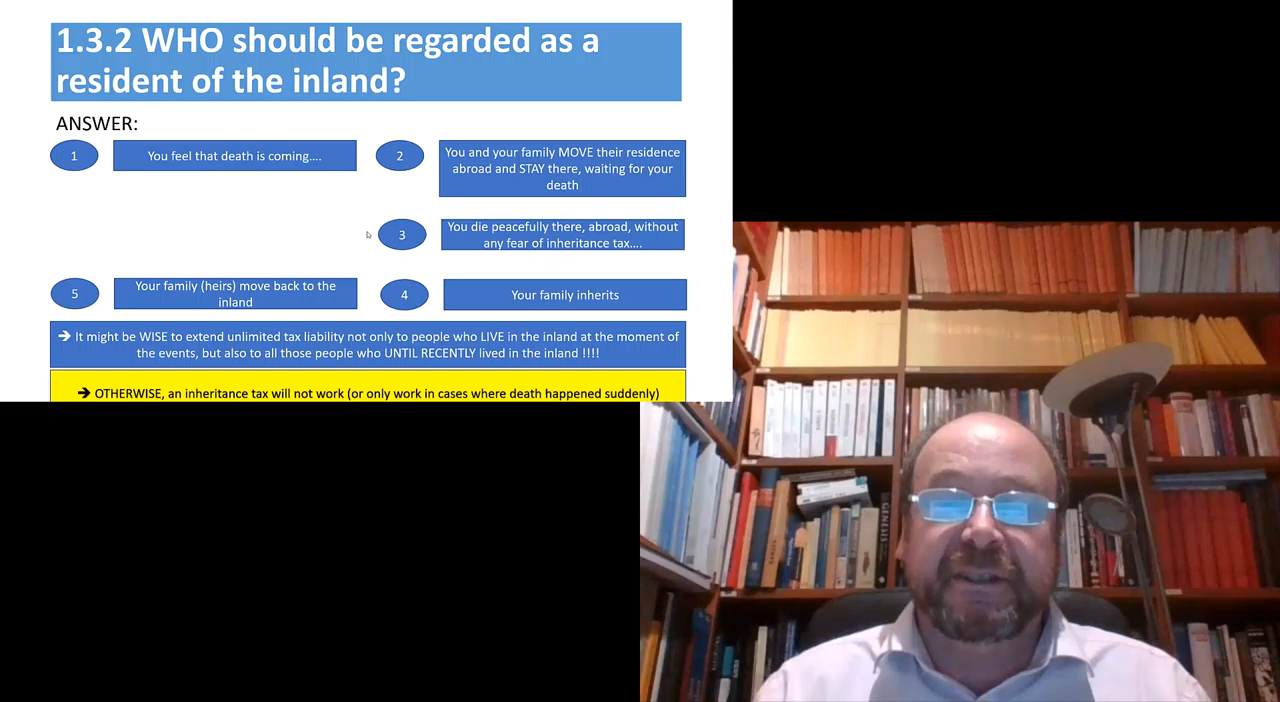 1.3.2 WHO should be regarded as a
resident of the inland?
ANSWER:
1
You feel that death is coming....
2
You and your family MOVE their residence
abroad and STAY there, waiting for your
death
3
You die peacefully there, abroad, without
any fear of inheritance tax....
5
Your family (heirs) move back to the
inland
4
Your family inherits
➔ It might be WISE to extend unlimited tax liability not only to people who LIVE in the inland at the moment of
the events, but also to all those people who UNTIL RECENTLY lived in the inland !!!!
➔ OTHERWISE, an inheritance tax will not work (or only work in cases where death happened suddenly)
GENESIS